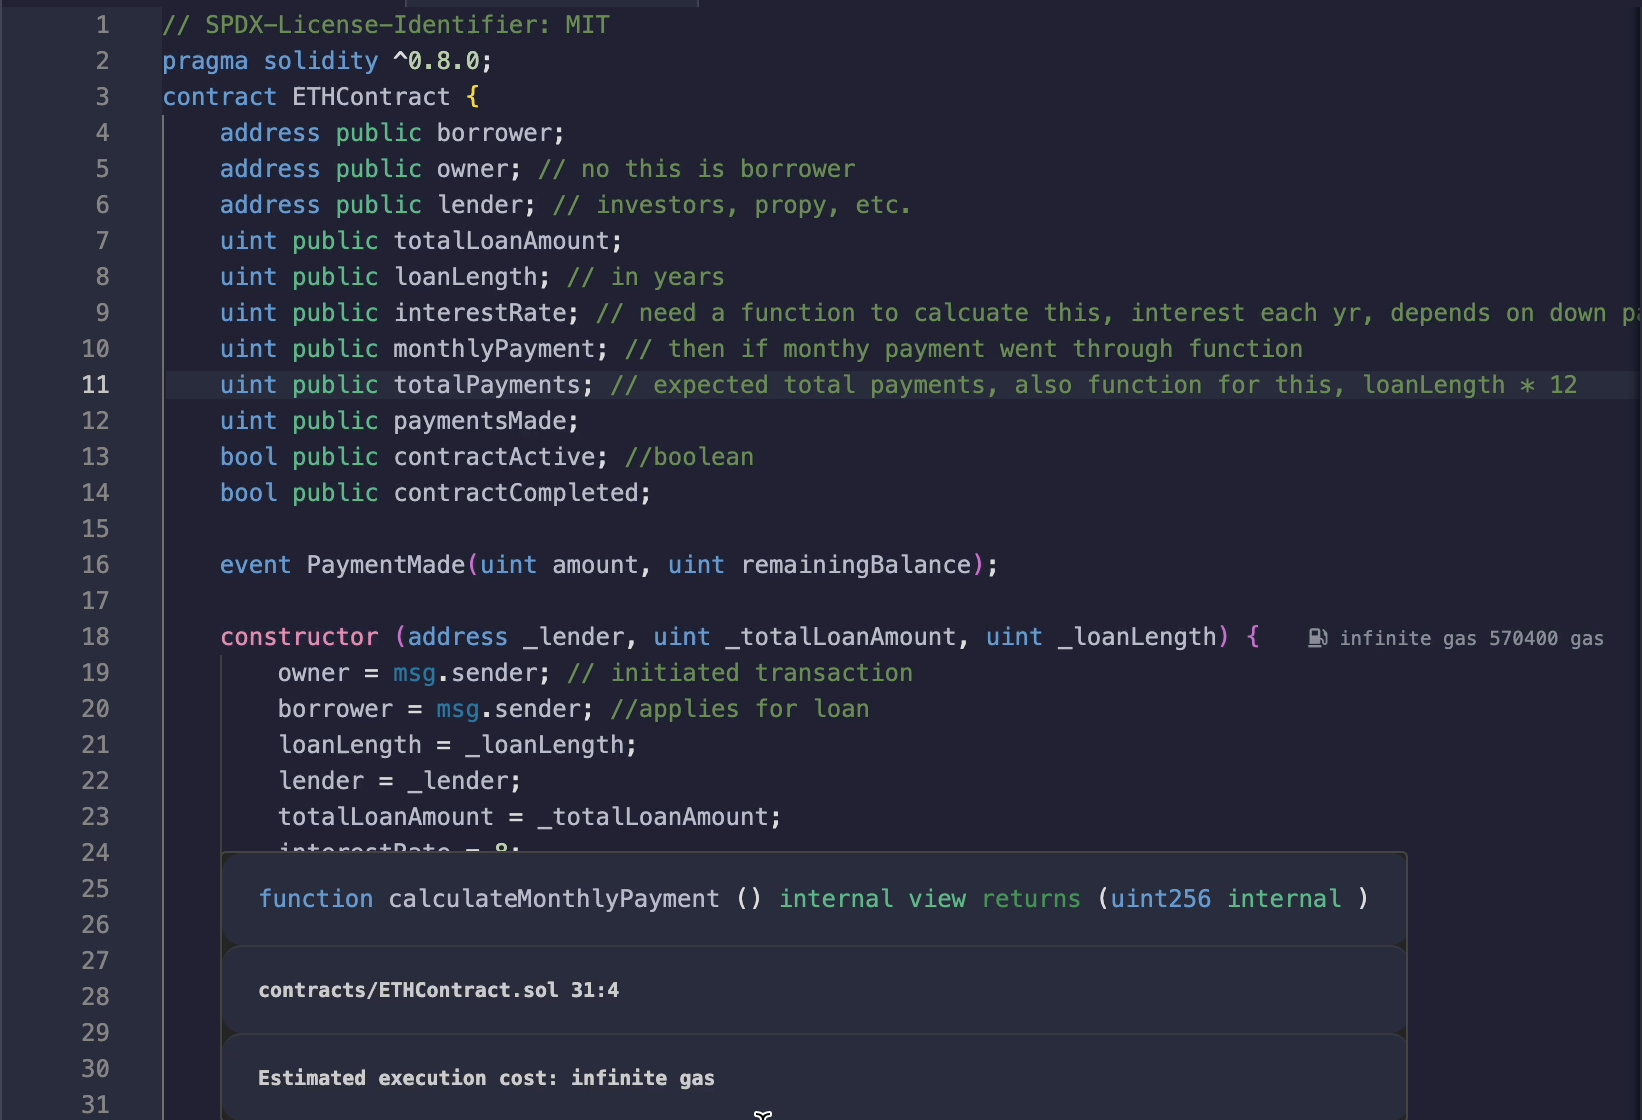 1 // SPDX-License-Identifier: MIT
2 pragma solidity ^0.8.0;
3 contract ETHContract {
4 address public borrower;
5 address public owner; // no this is borrower
6 address public lender; // investors, propy, etc.
7 uint public totalLoanAmount;
8 uint public loanLength; // in years
9 uint public interestRate; // need a function to calcuate this, interest each yr, depends on down
10 uint public monthlyPayment; // then if monthy payment went through function
11 uint public totalPayments; // expected total payments, also function for this, loanLength * 12
12 uint public paymentsMade;
13 bool public contractActive; //boolean
14 bool public contractCompleted;
15
16 event PaymentMade(uint amount, uint remainingBalance);
17
18 constructor (address _lender, uint _totalLoanAmount, uint _loanLength) { infinite gas 570400 gas
19 owner = msg.sender; // initiated transaction
20 borrower = msg.sender; //applies for loan
21 loanLength = _loanLength;
22 lender = _lender;
23 totalLoanAmount = _totalLoanAmount;
24 interestRate = 8;
25 function calculateMonthlyPayment () internal view returns (uint256 internal )
26
27
28 contracts/ETHContract.sol 31:4
29
30 Estimated execution cost: infinite gas
31